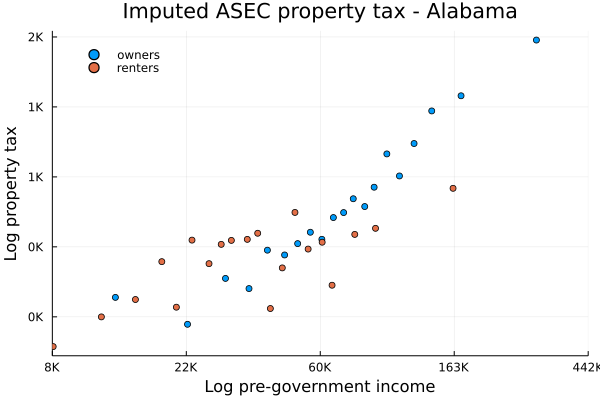 Imputed ASEC property tax - Alabama
owners
renters
2K
1K
1K
0K
0K
Log property tax
8K
22K
60K
163K
442K
Log pre-government income